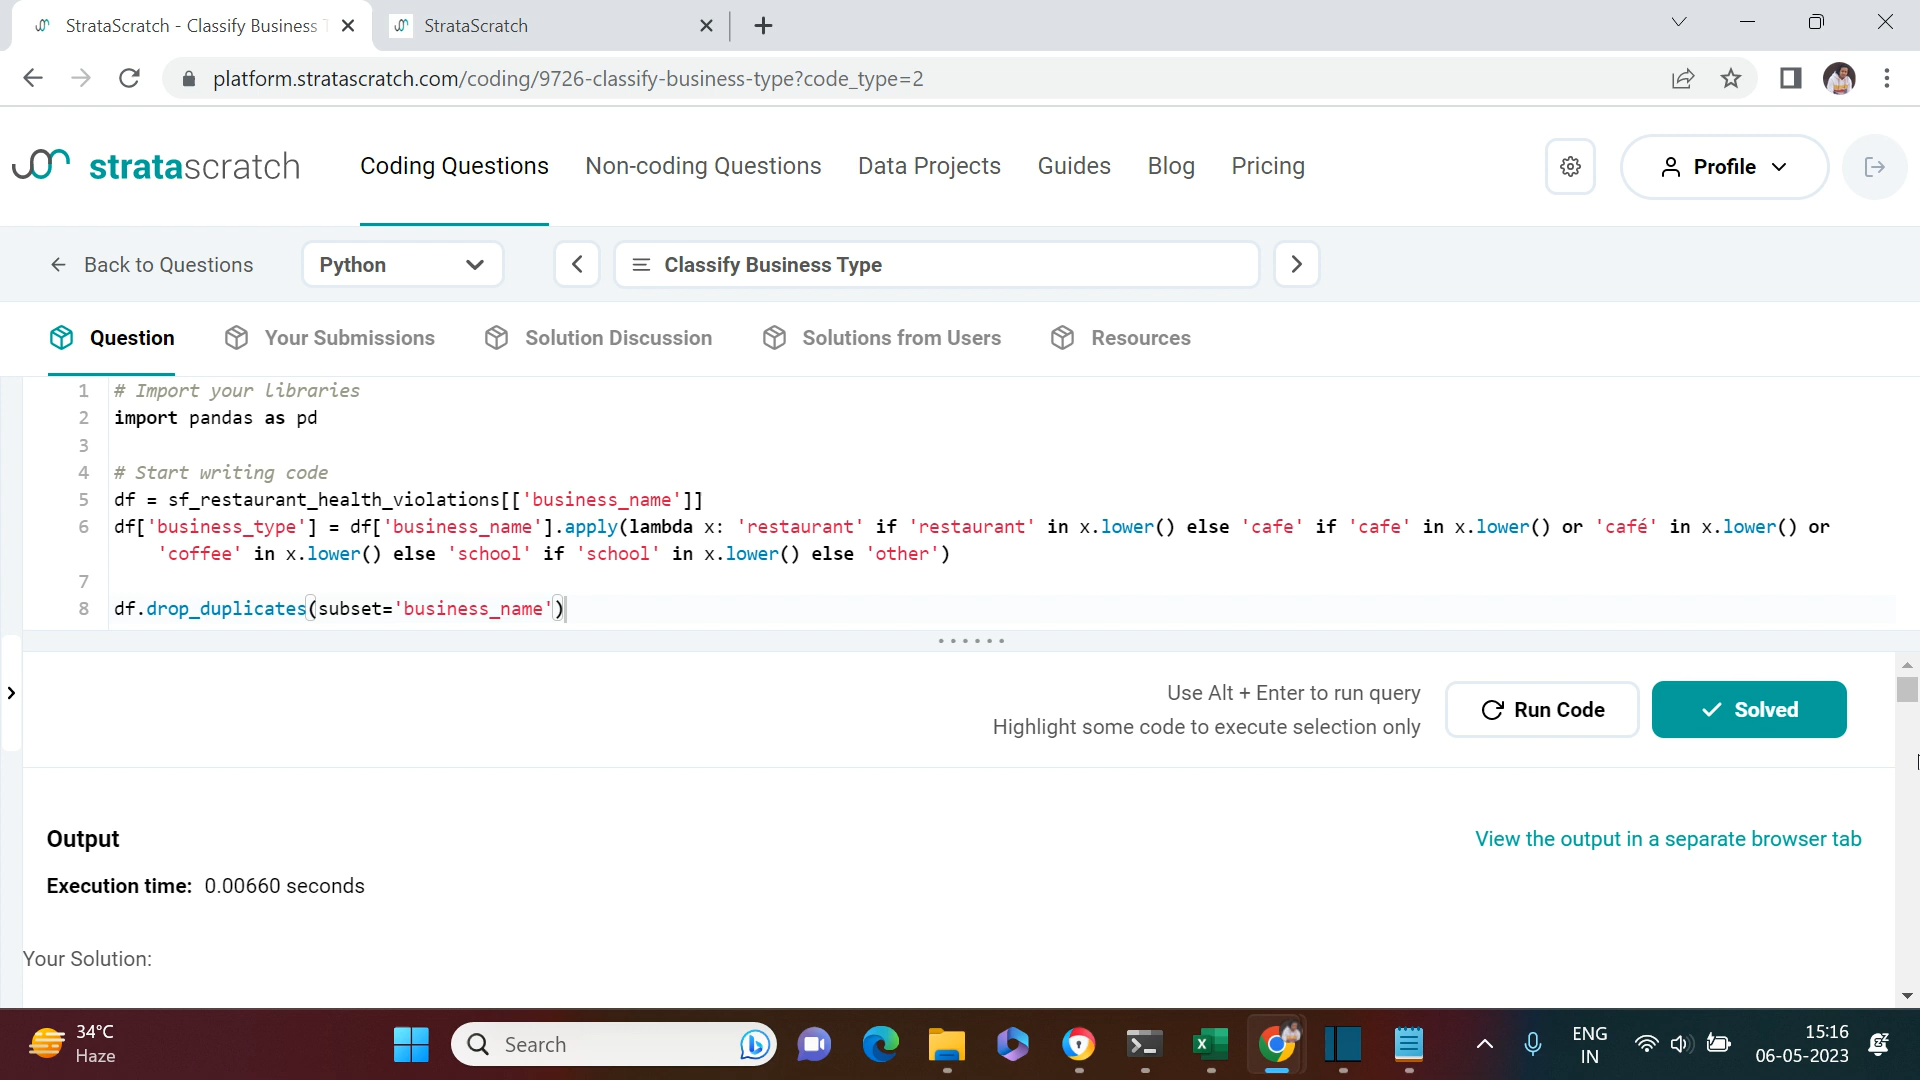 StrataScratch - Classify Business T
StrataScratch
platform.stratascratch.com/coding/9726-classify-business-type?code_type=2
stratascratch
Coding Questions
Non-coding Questions
Data Projects
Guides
Blog
Pricing
Profile
Back to Questions
Python
Classify Business Type
Question
Your Submissions
Solution Discussion
Solutions from Users
Resources
1 # Import your libraries
2 import pandas as pd
3
4 # Start writing code
5 df = sf_restaurant_health_violations[['business_name']]
6 df['business_type'] = df['business_name'].apply(lambda x: 'restaurant' if 'restaurant' in x.lower() else 'cafe' if 'cafe' in x.lower() or 'café' in x.lower() or
'coffee' in x.lower() else 'school' if 'school' in x.lower() else 'other')
7
8 df.drop_duplicates(subset='business_name')
Use Alt + Enter to run query
Highlight some code to execute selection only
Run Code
Solved
Output
View the output in a separate browser tab
Execution time: 0.00660 seconds
Your Solution:
34°C
Haze
Search
ENG
IN
15:16
06-05-2023